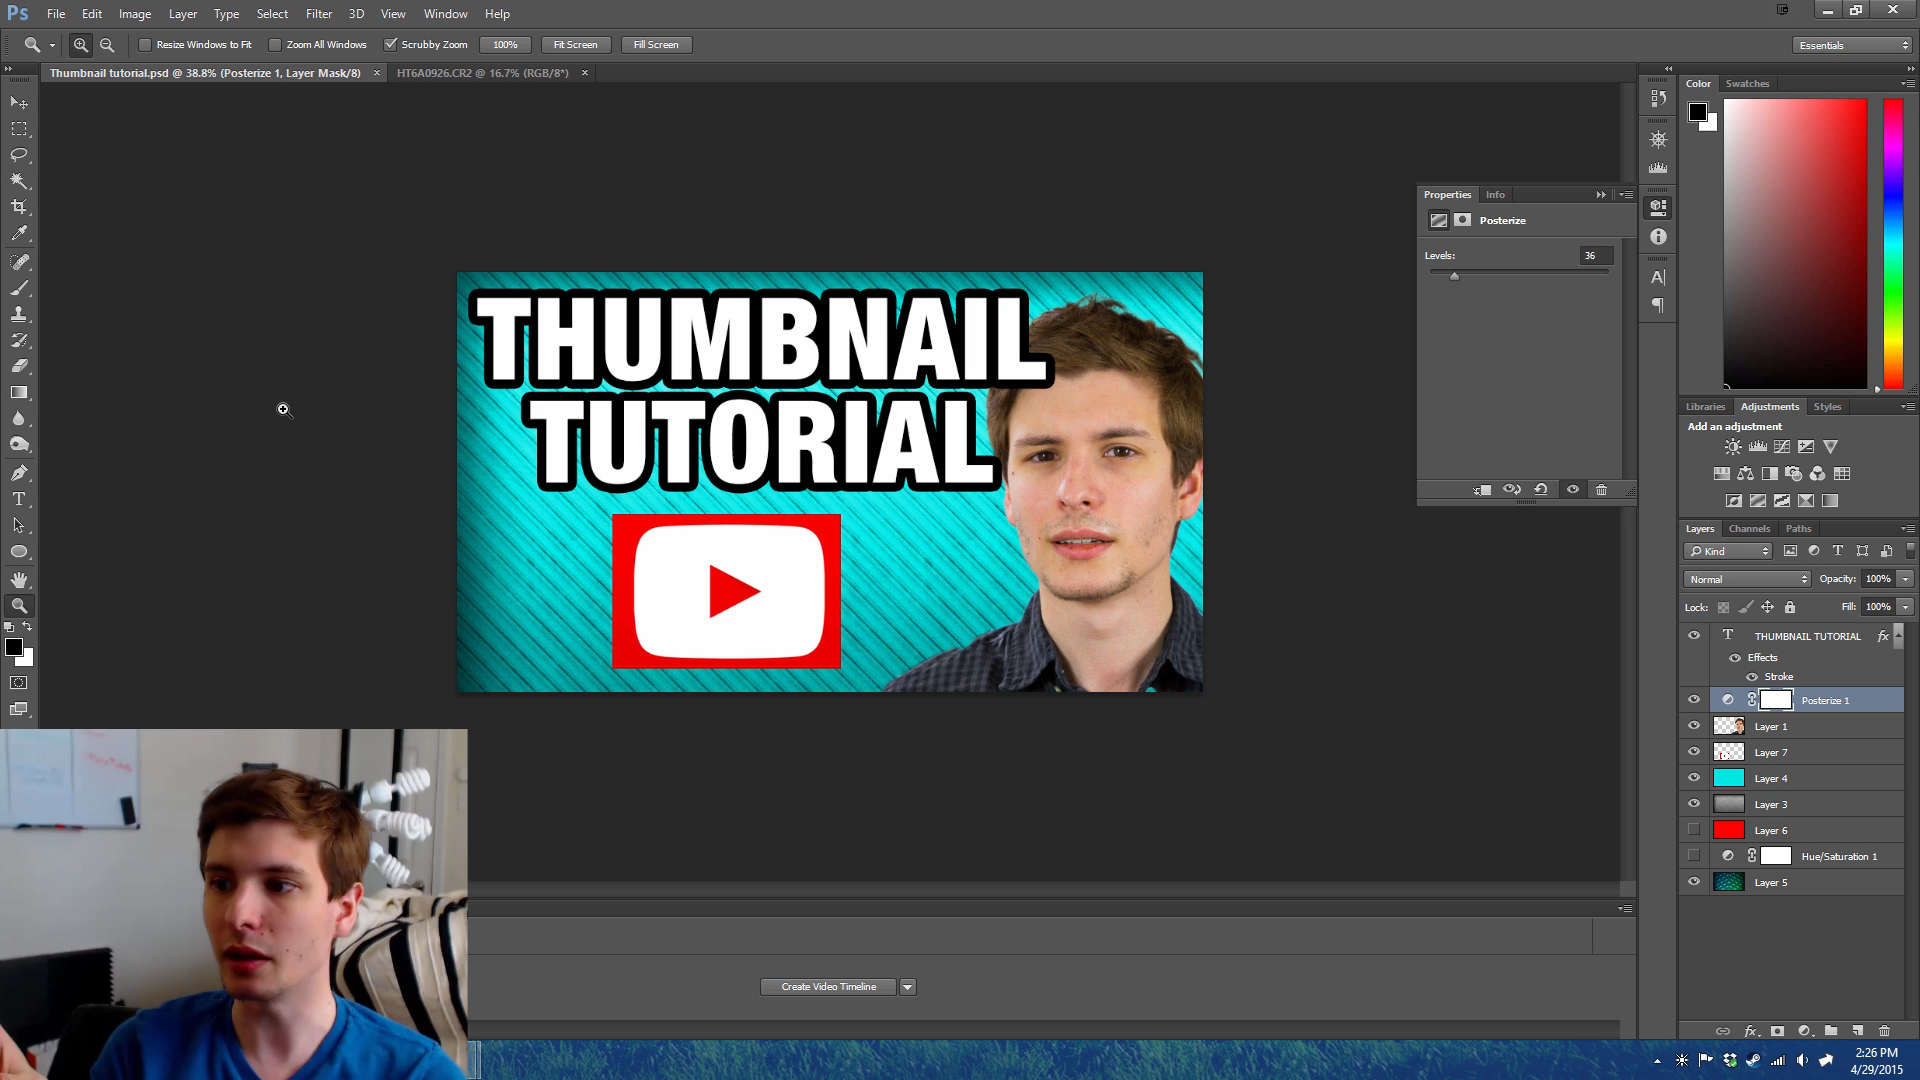 Ps File Edit Image Layer Type Select Filter 3D View Window Help
Resize Windows to Fit Zoom All Windows Scrubby Zoom 100% Fit Screen Fill Screen Essentials
Thumbnail tutorial.psd @ 38.8% (Posterize 1, Layer Mask/8) × HT6A0926.CR2 @ 16.7% (RGB/8*) ×
Color Swatches
Properties Info
Posterize
Levels: 36
THUMBNAIL
TUTORIAL
Libraries Adjustments Styles
Add an adjustment
Layers Channels Paths
Kind
Normal Opacity: 100%
Lock: Fill: 100%
T THUMBNAIL TUTORIAL fx
Effects
Stroke
Posterize 1
Layer 1
Layer 7
Layer 4
Layer 3
Layer 6
Hue/Saturation 1
Layer 5
Create Video Timeline
2:26 PM
4/29/2015